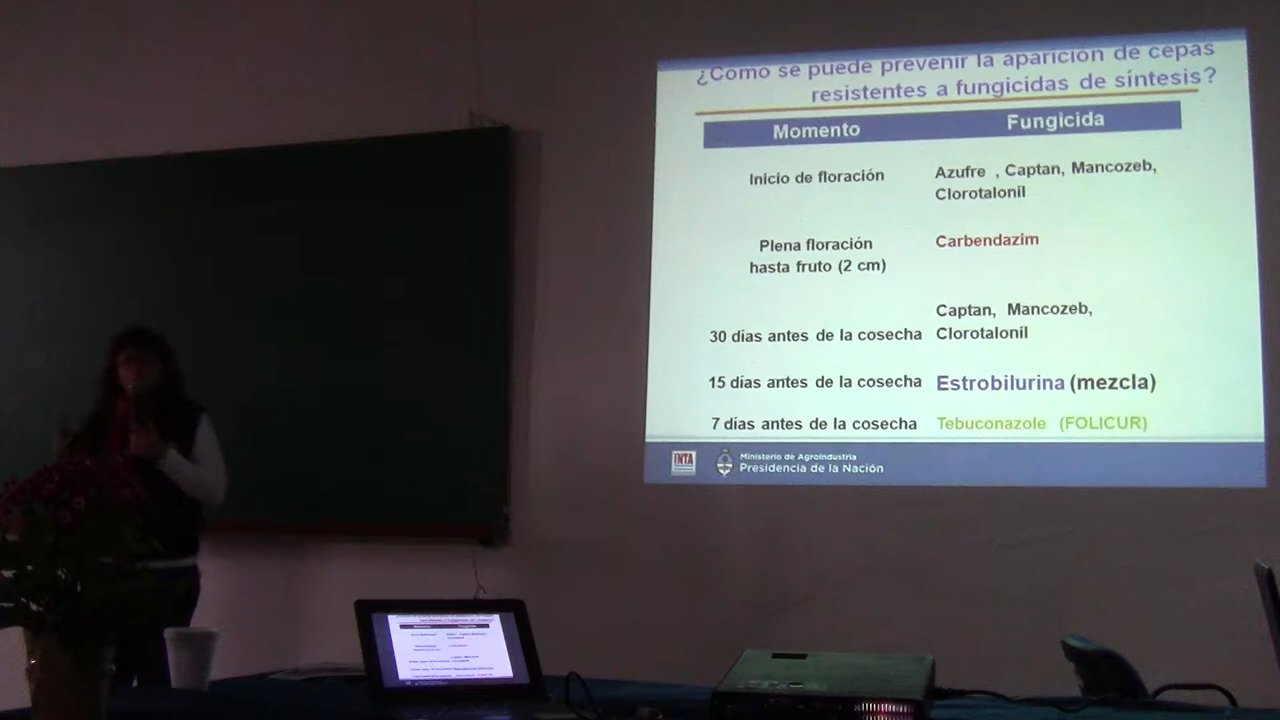 ¿Como se puede prevenir la aparición de cepas
resistentes a fungicidas de síntesis?
Momento Fungicida
Inicio de floración Azufre , Captan, Mancozeb,
Clorotalonil
Plena floración Carbendazim
hasta fruto (2 cm)
Captan, Mancozeb,
30 días antes de la cosecha Clorotalonil
15 días antes de la cosecha Estrobilurina (mezcla)
7 días antes de la cosecha Tebuconazole (FOLICUR)
INTA
Ministerio de Agroindustria
Presidencia de la Nación